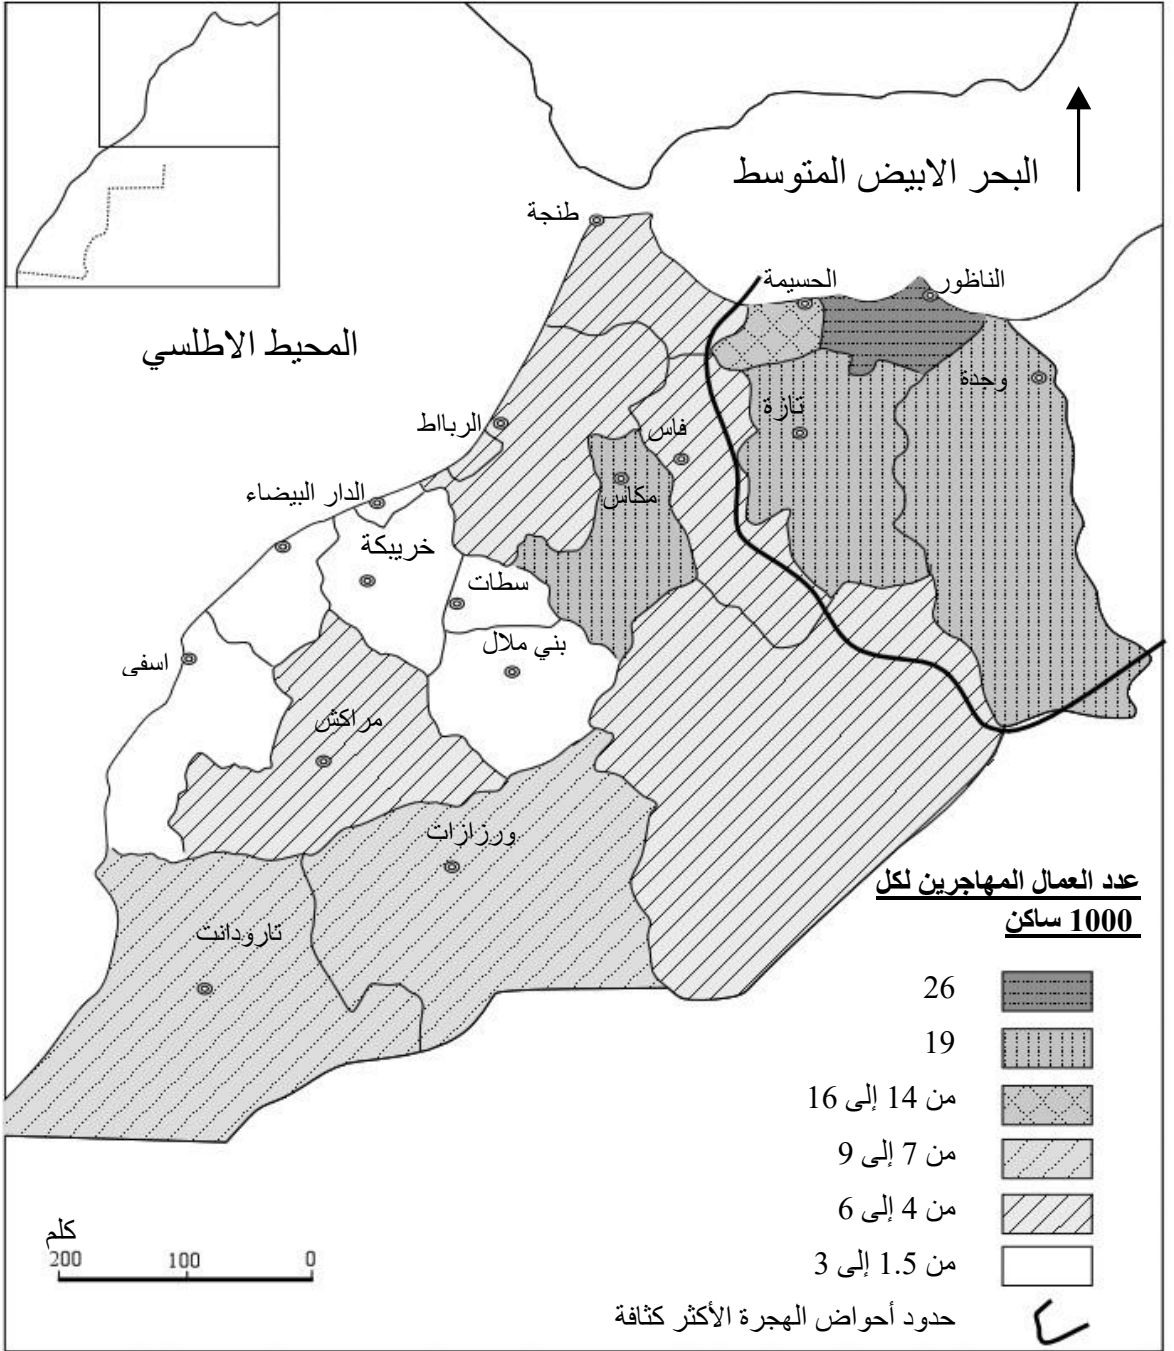 البحر الابيض المتوسط
طنجة
الحسيمة
الناظور
المحيط الاطلسي
وجدة
تازة
الربااط
فاس
مكاس
الدار البيضاء
خريبكة
سطات
بني ملال
اسفى
مراكش
ورزازات
تارودانت
عدد العمال المهاجرين لكل
1000 ساكن
26
19
من 14 إلى 16
من 7 إلى 9
من 4 إلى 6
من 1.5 إلى 3
حدود أحواض الهجرة الأكثر كثافة
كلم
200 100 0